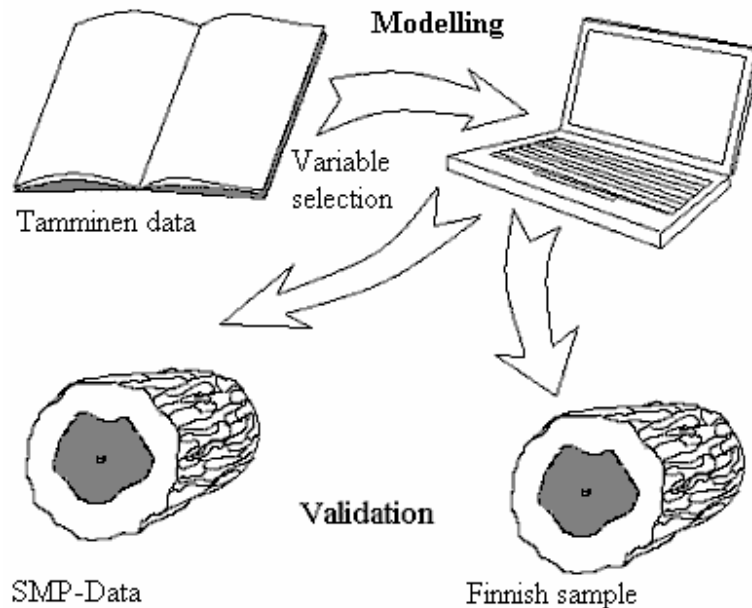 Modelling
Variable
selection
Tamminen data
Validation
SMP-Data
Finnish sample